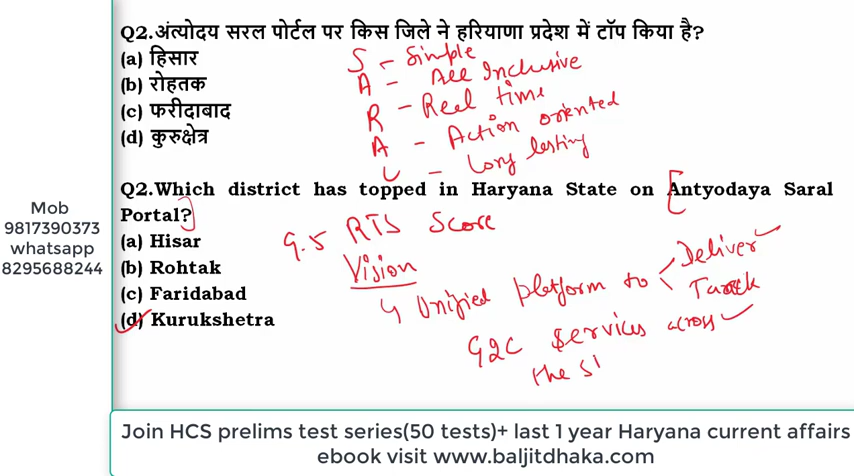 Q2.अंत्योदय सरल पोर्टल पर किस जिले ने हरियाणा प्रदेश में टॉप किया है?
(a) हिसार
(b) रोहतक
(c) फरीदाबाद
(d) कुरुक्षेत्र
S - Simple
A - All Inclusive
R - Real time
A - Action oriented
L - Long lasting
Q2.Which district has topped in Haryana State on Antyodaya Saral
Portal?
(a) Hisar
(b) Rohtak
(c) Faridabad
(d) Kurukshetra
9.5 RTS Score
Vision
Unified platform to
Deliver
Track
G2C Services across
the S
Mob
9817390373
whatsapp
8295688244
Join HCS prelims test series(50 tests)+ last 1 year Haryana current affairs
ebook visit www.baljitdhaka.com